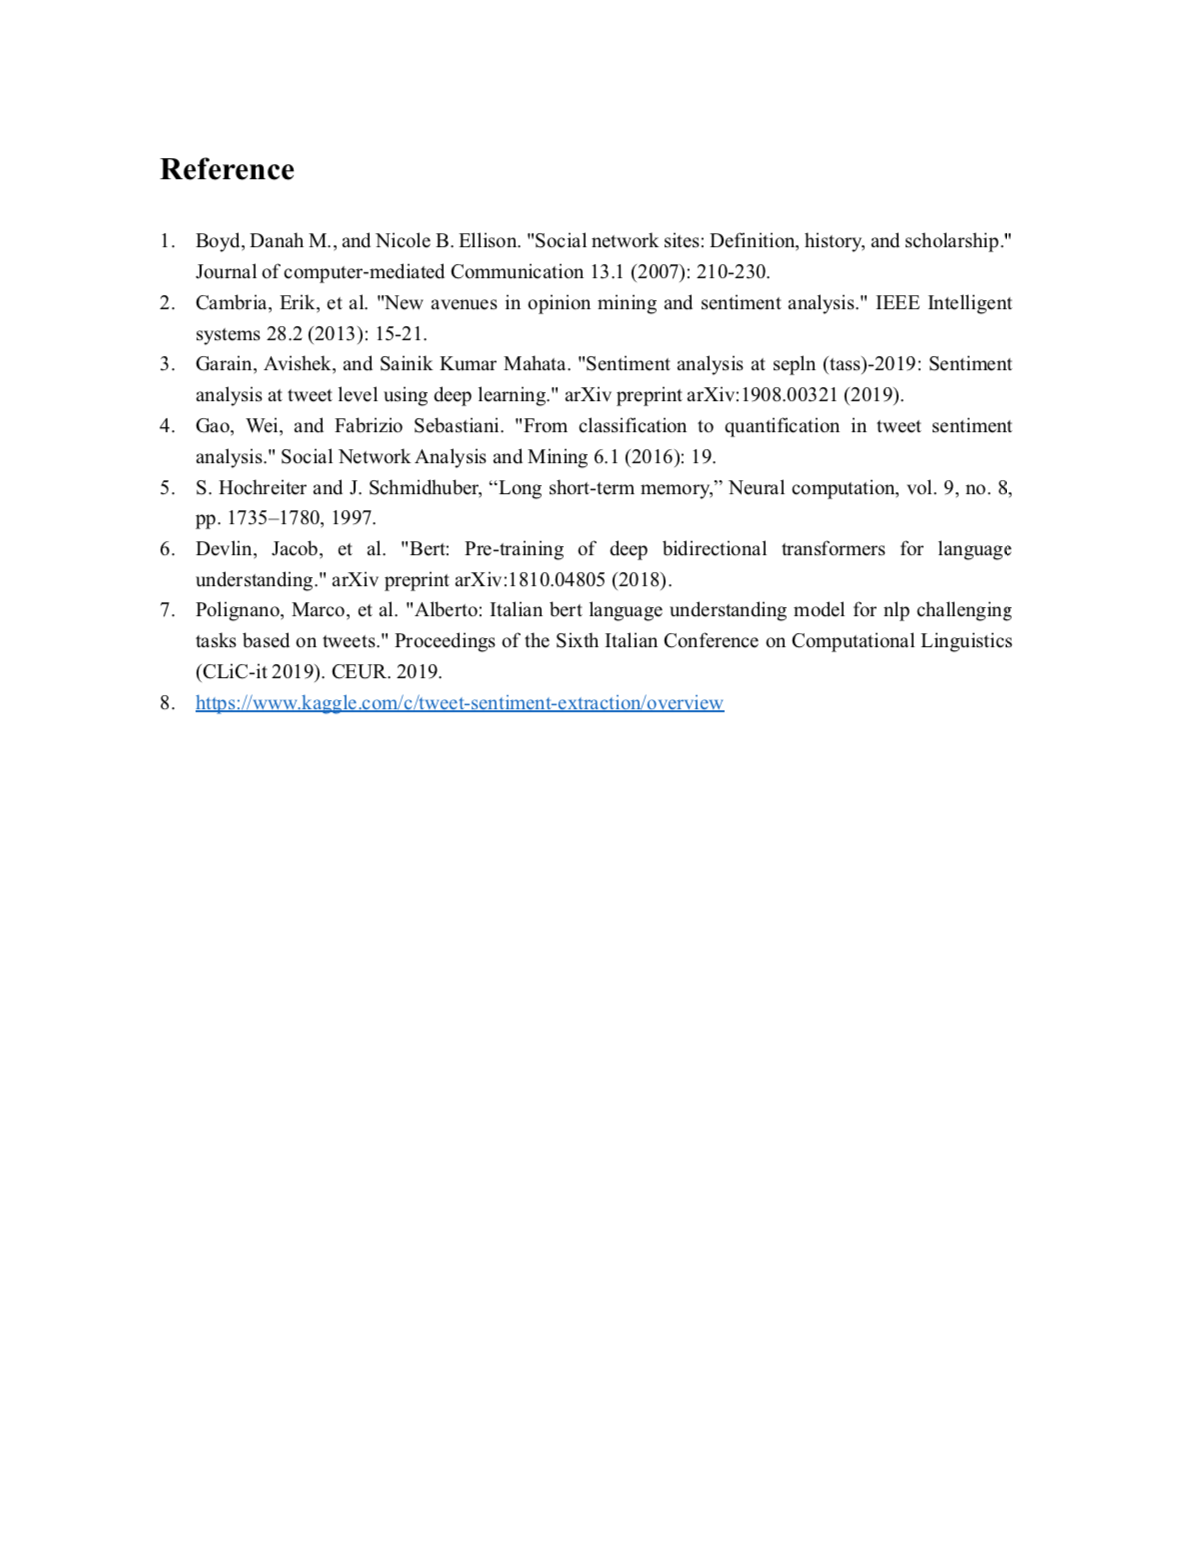 Reference
1. Boyd, Danah M., and Nicole B. Ellison. "Social network sites: Definition, history, and scholarship."
Journal of computer-mediated Communication 13.1 (2007): 210-230.
2. Cambria, Erik, et al. "New avenues in opinion mining and sentiment analysis." IEEE Intelligent
systems 28.2 (2013): 15-21.
3. Garain, Avishek, and Sainik Kumar Mahata. "Sentiment analysis at sepln (tass)-2019: Sentiment
analysis at tweet level using deep learning." arXiv preprint arXiv:1908.00321 (2019).
4. Gao, Wei, and Fabrizio Sebastiani. "From classification to quantification in tweet sentiment
analysis." Social Network Analysis and Mining 6.1 (2016): 19.
5. S. Hochreiter and J. Schmidhuber, “Long short-term memory,” Neural computation, vol. 9, no. 8,
pp. 1735–1780, 1997.
6. Devlin, Jacob, et al. "Bert: Pre-training of deep bidirectional transformers for language
understanding." arXiv preprint arXiv:1810.04805 (2018).
7. Polignano, Marco, et al. "Alberto: Italian bert language understanding model for nlp challenging
tasks based on tweets." Proceedings of the Sixth Italian Conference on Computational Linguistics
(CLiC-it 2019). CEUR. 2019.
8. https://www.kaggle.com/c/tweet-sentiment-extraction/overview